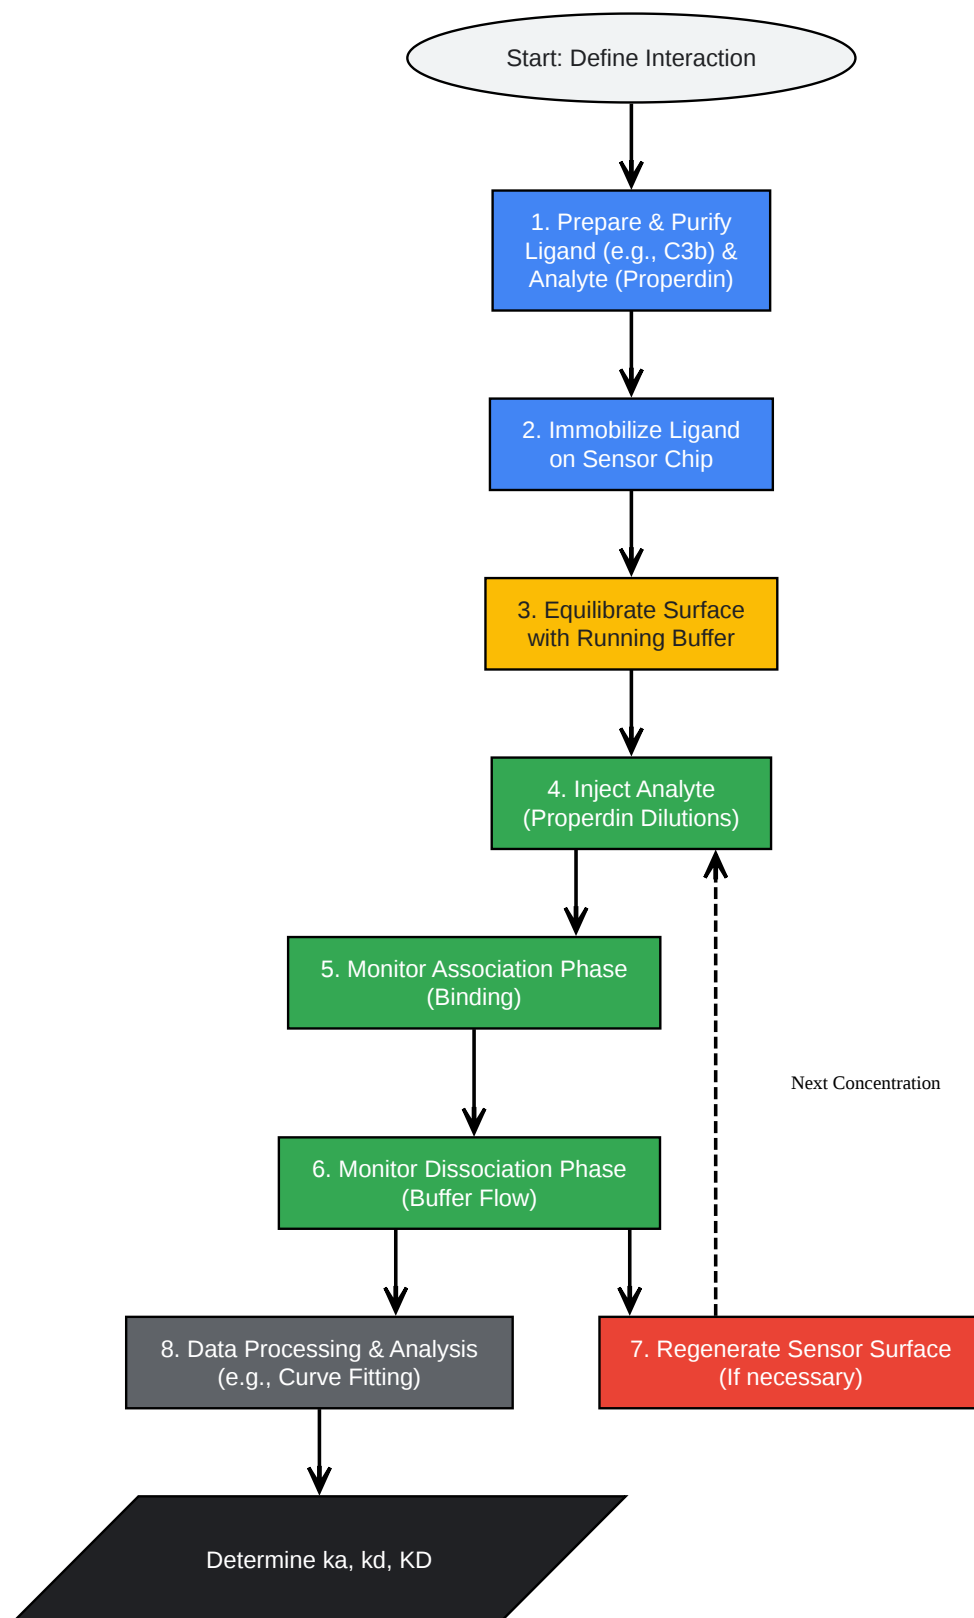 Start: Define Interaction
1. Prepare & Purify
Ligand (e.g., C3b) &
Analyte (Properdin)
2. Immobilize Ligand
on Sensor Chip
3. Equilibrate Surface
with Running Buffer
4. Inject Analyte
(Properdin Dilutions)
5. Monitor Association Phase
(Binding)
Next Concentration
6. Monitor Dissociation Phase
(Buffer Flow)
8. Data Processing & Analysis
(e.g., Curve Fitting)
7. Regenerate Sensor Surface
(If necessary)
Determine ka, kd, KD